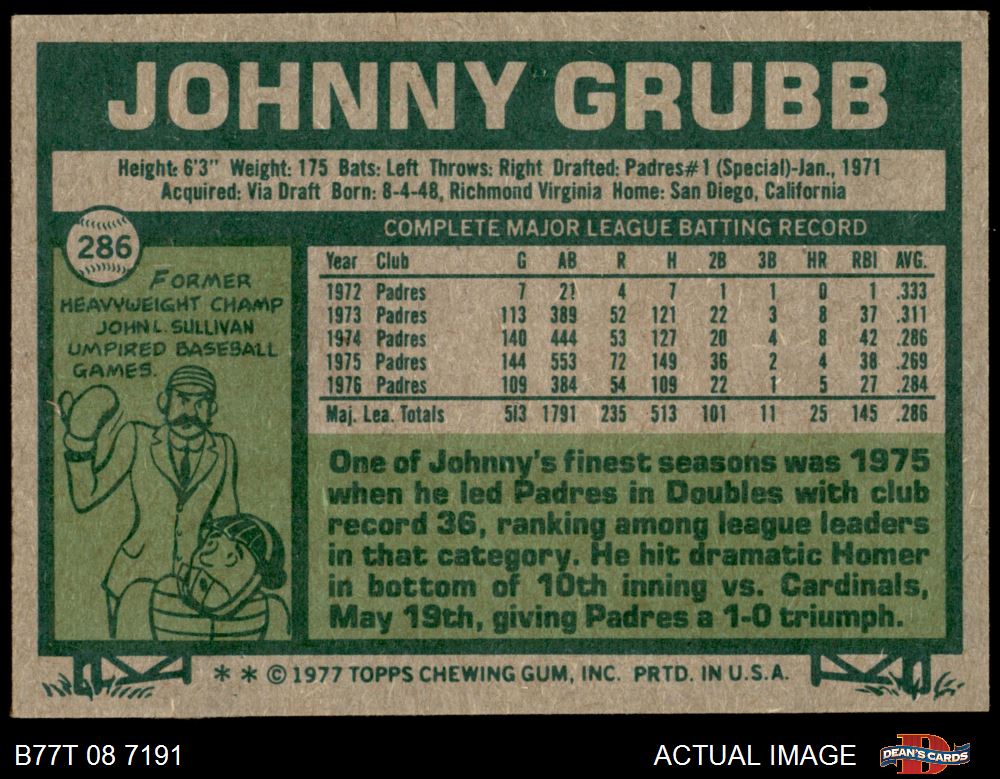 JOHNNY GRUBB
Height: 6'3" Weight: 175 Bats: Left Throws: Right Drafted: Padres#1 (Special)-Jan., 1971
Acquired: Via Draft Born: 8-4-48, Richmond Virginia Home: San Diego, California
286
FORMER
HEAVYWEIGHT CHAMP
JOHN L. SULLIVAN
UMPIRED BASEBALL
GAMES.
COMPLETE MAJOR LEAGUE BATTING RECORD
Year Club G AB R H 2B 3B HR RBI AVG.
1972 Padres 7 21 4 7 1 1 0 1 .333
1973 Padres 113 389 52 121 22 3 8 37 .311
1974 Padres 140 444 53 127 20 4 8 42 .286
1975 Padres 144 553 72 149 36 2 4 38 .269
1976 Padres 109 384 54 109 22 1 5 27 .284
Maj. Lea. Totals 513 1791 235 513 101 11 25 145 .286
One of Johnny's finest seasons was 1975
when he led Padres in Doubles with club
record 36, ranking among league leaders
in that category. He hit dramatic Homer
in bottom of 10th inning vs. Cardinals,
May 19th, giving Padres a 1-0 triumph.
* * © 1977 TOPPS CHEWING GUM, INC. PRTD. IN U.S.A.
B77T 08 7191
ACTUAL IMAGE
D
DEAN'S CARDS